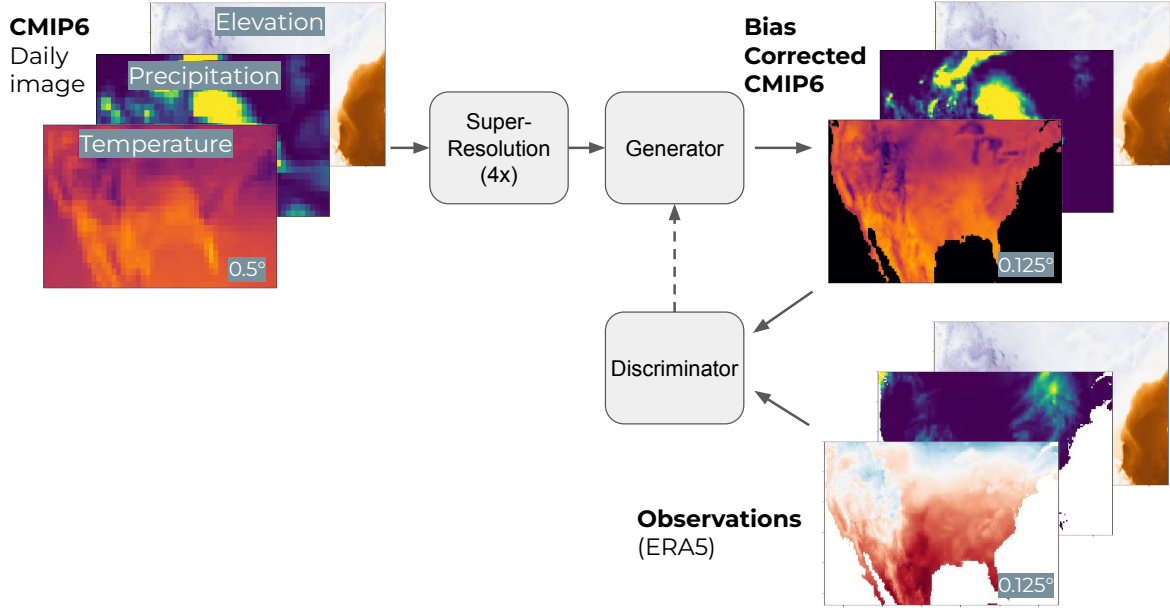 CMIP6
Daily
image
Elevation
Precipitation
Temperature
0.5°
Super-
Resolution
(4x)
Generator
Bias
Corrected
CMIP6
0.125°
Discriminator
Observations
(ERA5)
0.125°